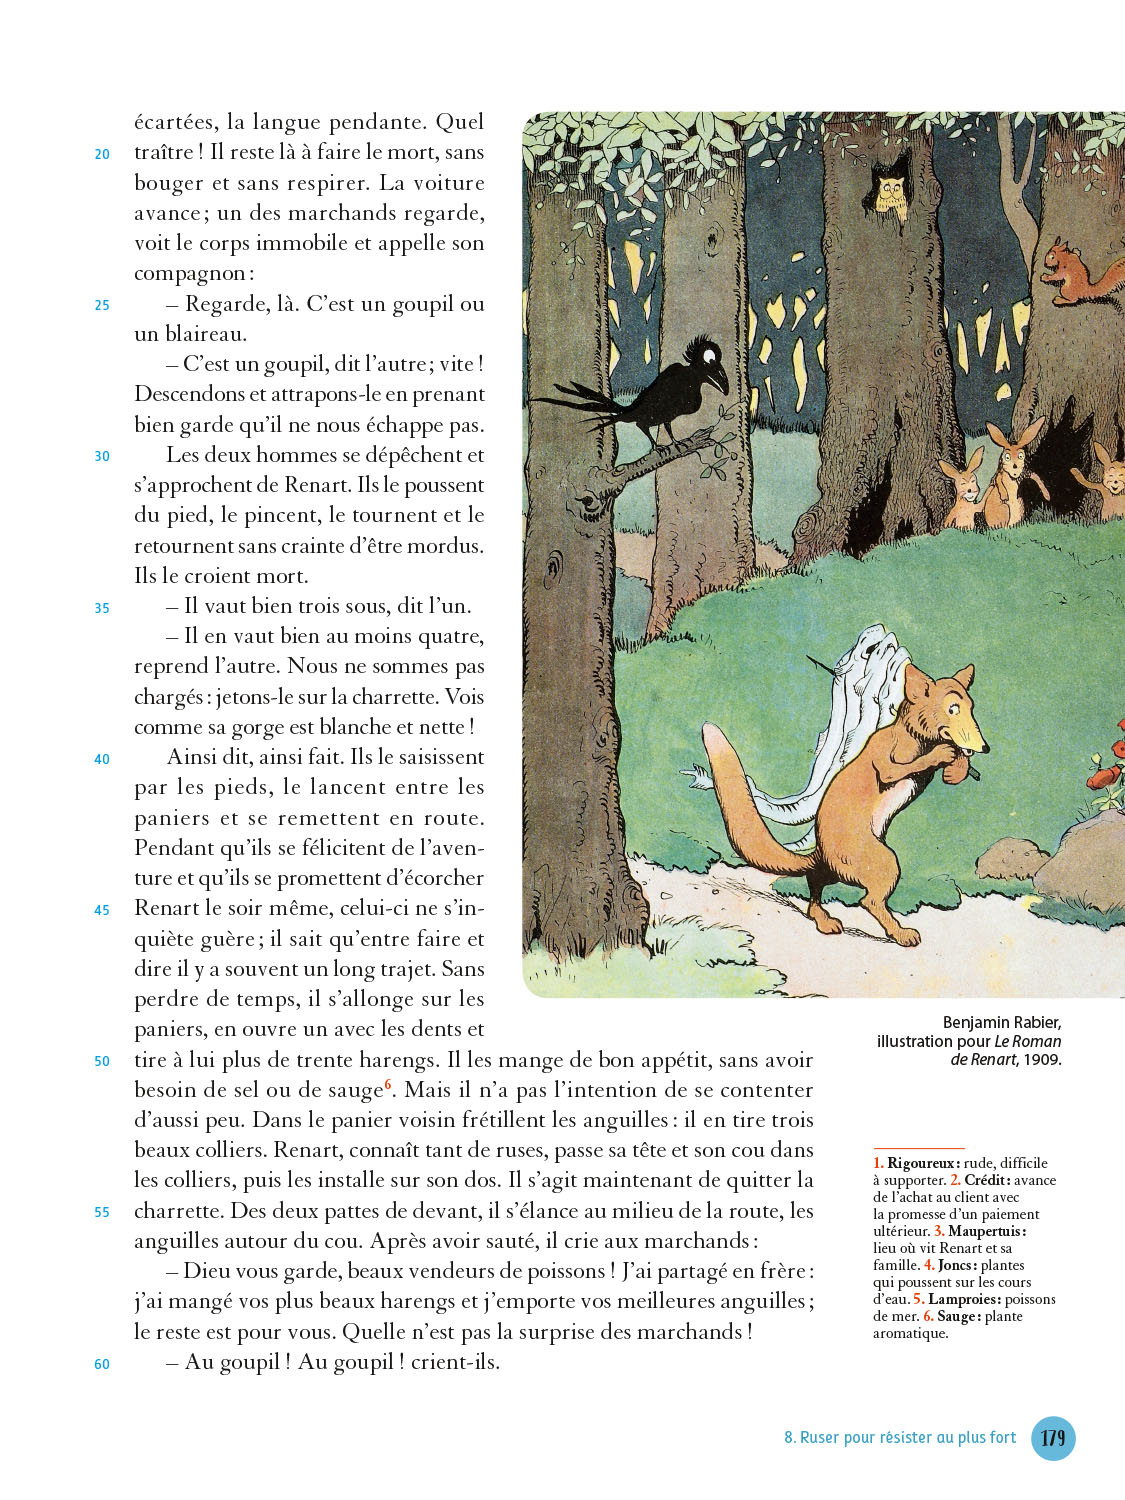 écartées, la langue pendante. Quel
20 traître ! Il reste là à faire le mort, sans
bouger et sans respirer. La voiture
avance ; un des marchands regarde,
voit le corps immobile et appelle son
compagnon :
25 – Regarde, là. C’est un goupil ou
un blaireau.
– C’est un goupil, dit l’autre ; vite !
Descendons et attrapons-le en prenant
bien garde qu’il ne nous échappe pas.
30 Les deux hommes se dépêchent et
s’approchent de Renart. Ils le poussent
du pied, le pincent, le tournent et le
retournent sans crainte d’être mordus.
Ils le croient mort.
35 – Il vaut bien trois sous, dit l’un.
– Il en vaut bien au moins quatre,
reprend l’autre. Nous ne sommes pas
chargés : jetons-le sur la charrette. Vois
comme sa gorge est blanche et nette !
40 Ainsi dit, ainsi fait. Ils le saisissent
par les pieds, le lancent entre les
paniers et se remettent en route.
Pendant qu’ils se félicitent de l’aven-
ture et qu’ils se promettent d’écorcher
45 Renart le soir même, celui-ci ne s’in-
quiète guère ; il sait qu’entre faire et
dire il y a souvent un long trajet. Sans
perdre de temps, il s’allonge sur les
paniers, en ouvre un avec les dents et
50 tire à lui plus de trente harengs. Il les mange de bon appétit, sans avoir
besoin de sel ou de sauge6. Mais il n’a pas l’intention de se contenter
d’aussi peu. Dans le panier voisin frétillent les anguilles : il en tire trois
beaux colliers. Renart, connaît tant de ruses, passe sa tête et son cou dans
les colliers, puis les installe sur son dos. Il s’agit maintenant de quitter la
55 charrette. Des deux pattes de devant, il s’élance au milieu de la route, les
anguilles autour du cou. Après avoir sauté, il crie aux marchands :
– Dieu vous garde, beaux vendeurs de poissons ! J’ai partagé en frère :
j’ai mangé vos plus beaux harengs et j’emporte vos meilleures anguilles ;
le reste est pour vous. Quelle n’est pas la surprise des marchands !
60 – Au goupil ! Au goupil ! crient-ils.
Benjamin Rabier,
illustration pour Le Roman
de Renart, 1909.
1. Rigoureux : rude, difficile
à supporter. 2. Crédit : avance
de l’achat au client avec
la promesse d’un paiement
ultérieur. 3. Maupertuis :
lieu où vit Renart et sa
famille. 4. Joncs : plantes
qui poussent sur les cours
d’eau. 5. Lamproies : poissons
de mer. 6. Sauge : plante
aromatique.
8. Ruser pour résister au plus fort 179